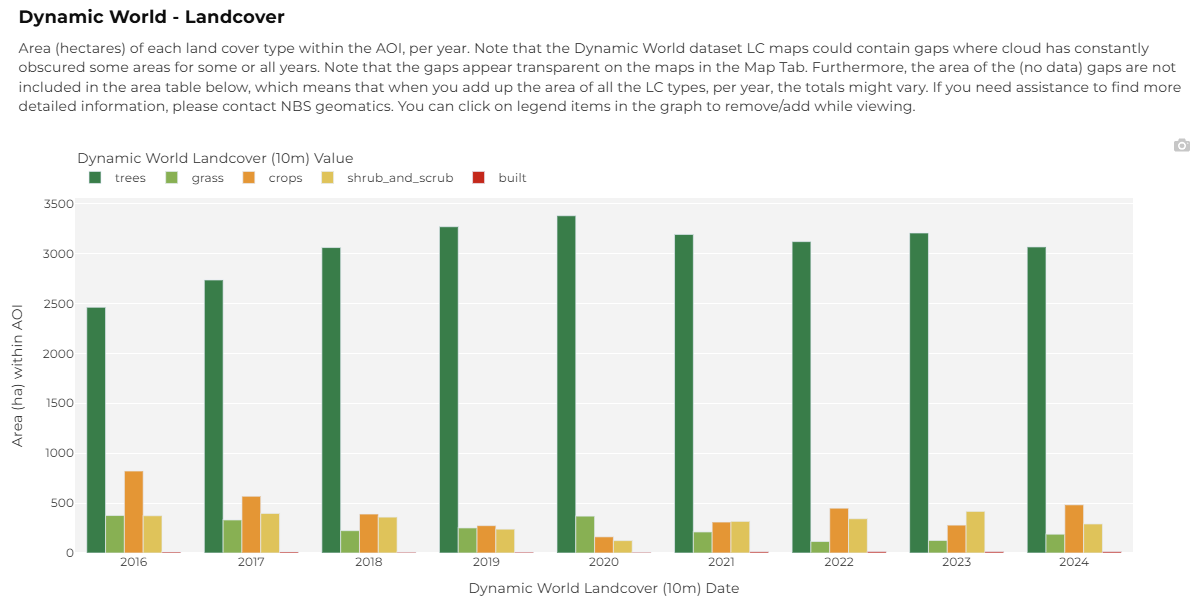 Dynamic World - Landcover
Area (hectares) of each land cover type within the AOI, per year. Note that the Dynamic World dataset LC maps could contain gaps where cloud has constantly
obscured some areas for some or all years. Note that the gaps appear transparent on the maps in the Map Tab. Furthermore, the area of the (no data) gaps are not
included in the area table below, which means that when you add up the area of all the LC types, per year, the totals might vary. If you need assistance to find more
detailed information, please contact NBS geomatics. You can click on legend items in the graph to remove/add while viewing.
Dynamic World Landcover (10m) Value
trees grass crops shrub_and_scrub built
Area (ha) within AOI
3500
3000
2500
2000
1500
1000
500
0
2016 2017 2018 2019 2020 2021 2022 2023 2024
Dynamic World Landcover (10m) Date